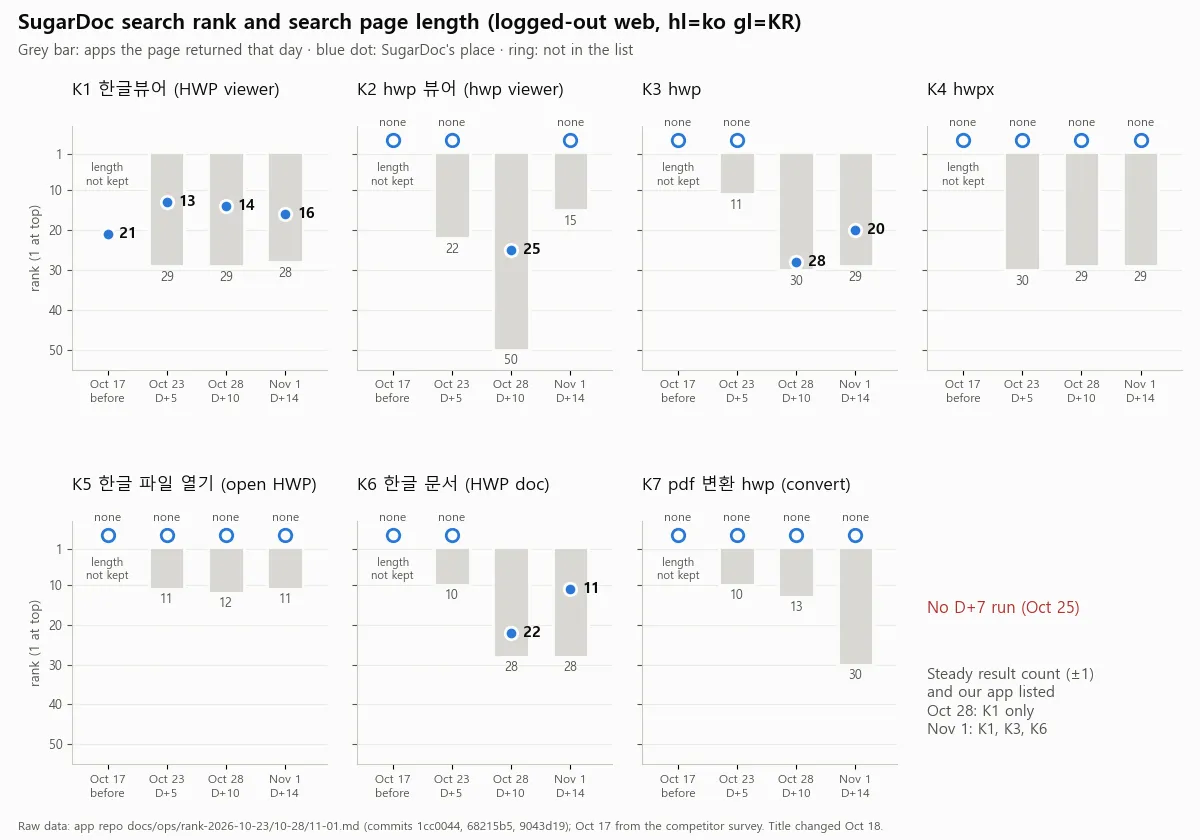 SugarDoc search rank and search page length (logged-out web, hl=ko gl=KR)
Grey bar: apps the page returned that day · blue dot: SugarDoc's place · ring: not in the list
K1 한글뷰어 (HWP viewer)
rank (1 at top)
1
10
20
30
40
50
length
not kept
21
13
14
16
29
29
28
Oct 17
before
Oct 23
D+5
Oct 28
D+10
Nov 1
D+14
K2 hwp 뷰어 (hwp viewer)
none
none
none
length
not kept
25
22
50
15
Oct 17
before
Oct 23
D+5
Oct 28
D+10
Nov 1
D+14
K3 hwp
none
none
length
not kept
28
20
11
30
29
Oct 17
before
Oct 23
D+5
Oct 28
D+10
Nov 1
D+14
K4 hwpx
none
none
none
none
length
not kept
30
29
29
Oct 17
before
Oct 23
D+5
Oct 28
D+10
Nov 1
D+14
K5 한글 파일 열기 (open HWP)
rank (1 at top)
1
10
20
30
40
50
none
none
none
none
length
not kept
11
12
11
Oct 17
before
Oct 23
D+5
Oct 28
D+10
Nov 1
D+14
K6 한글 문서 (HWP doc)
none
none
length
not kept
22
11
10
28
28
Oct 17
before
Oct 23
D+5
Oct 28
D+10
Nov 1
D+14
K7 pdf 변환 hwp (convert)
none
none
none
none
length
not kept
10
13
30
Oct 17
before
Oct 23
D+5
Oct 28
D+10
Nov 1
D+14
No D+7 run (Oct 25)
Steady result count (±1)
and our app listed
Oct 28: K1 only
Nov 1: K1, K3, K6
Raw data: app repo docs/ops/rank-2026-10-23/10-28/11-01.md (commits 1cc0044, 68215b5, 9043d19); Oct 17 from the competitor survey. Title changed Oct 18.